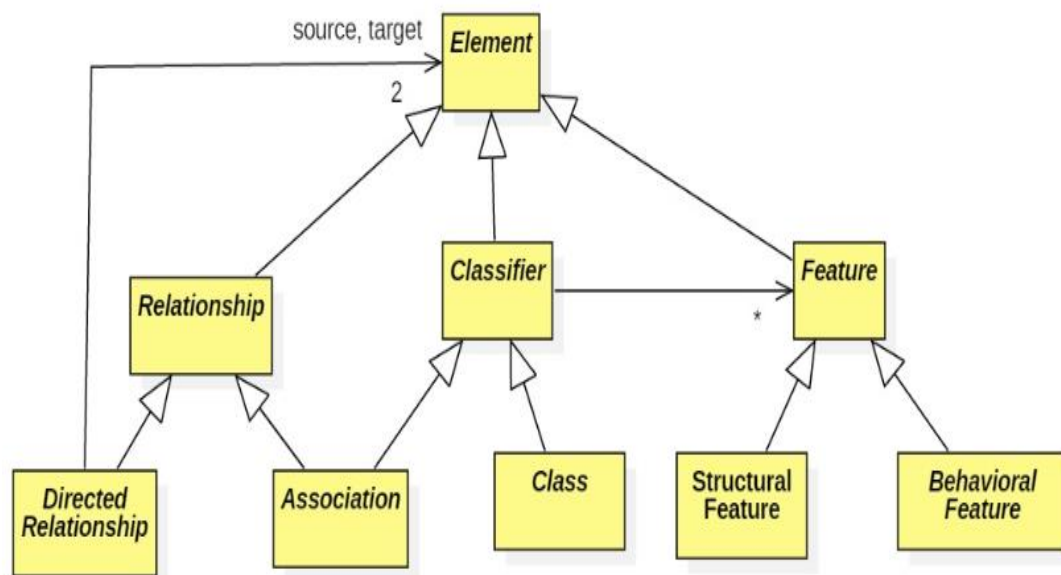 source, target
Element
2
Classifier
Feature
Relationship
*
Directed
Relationship
Association
Class
Structural
Feature
Behavioral
Feature